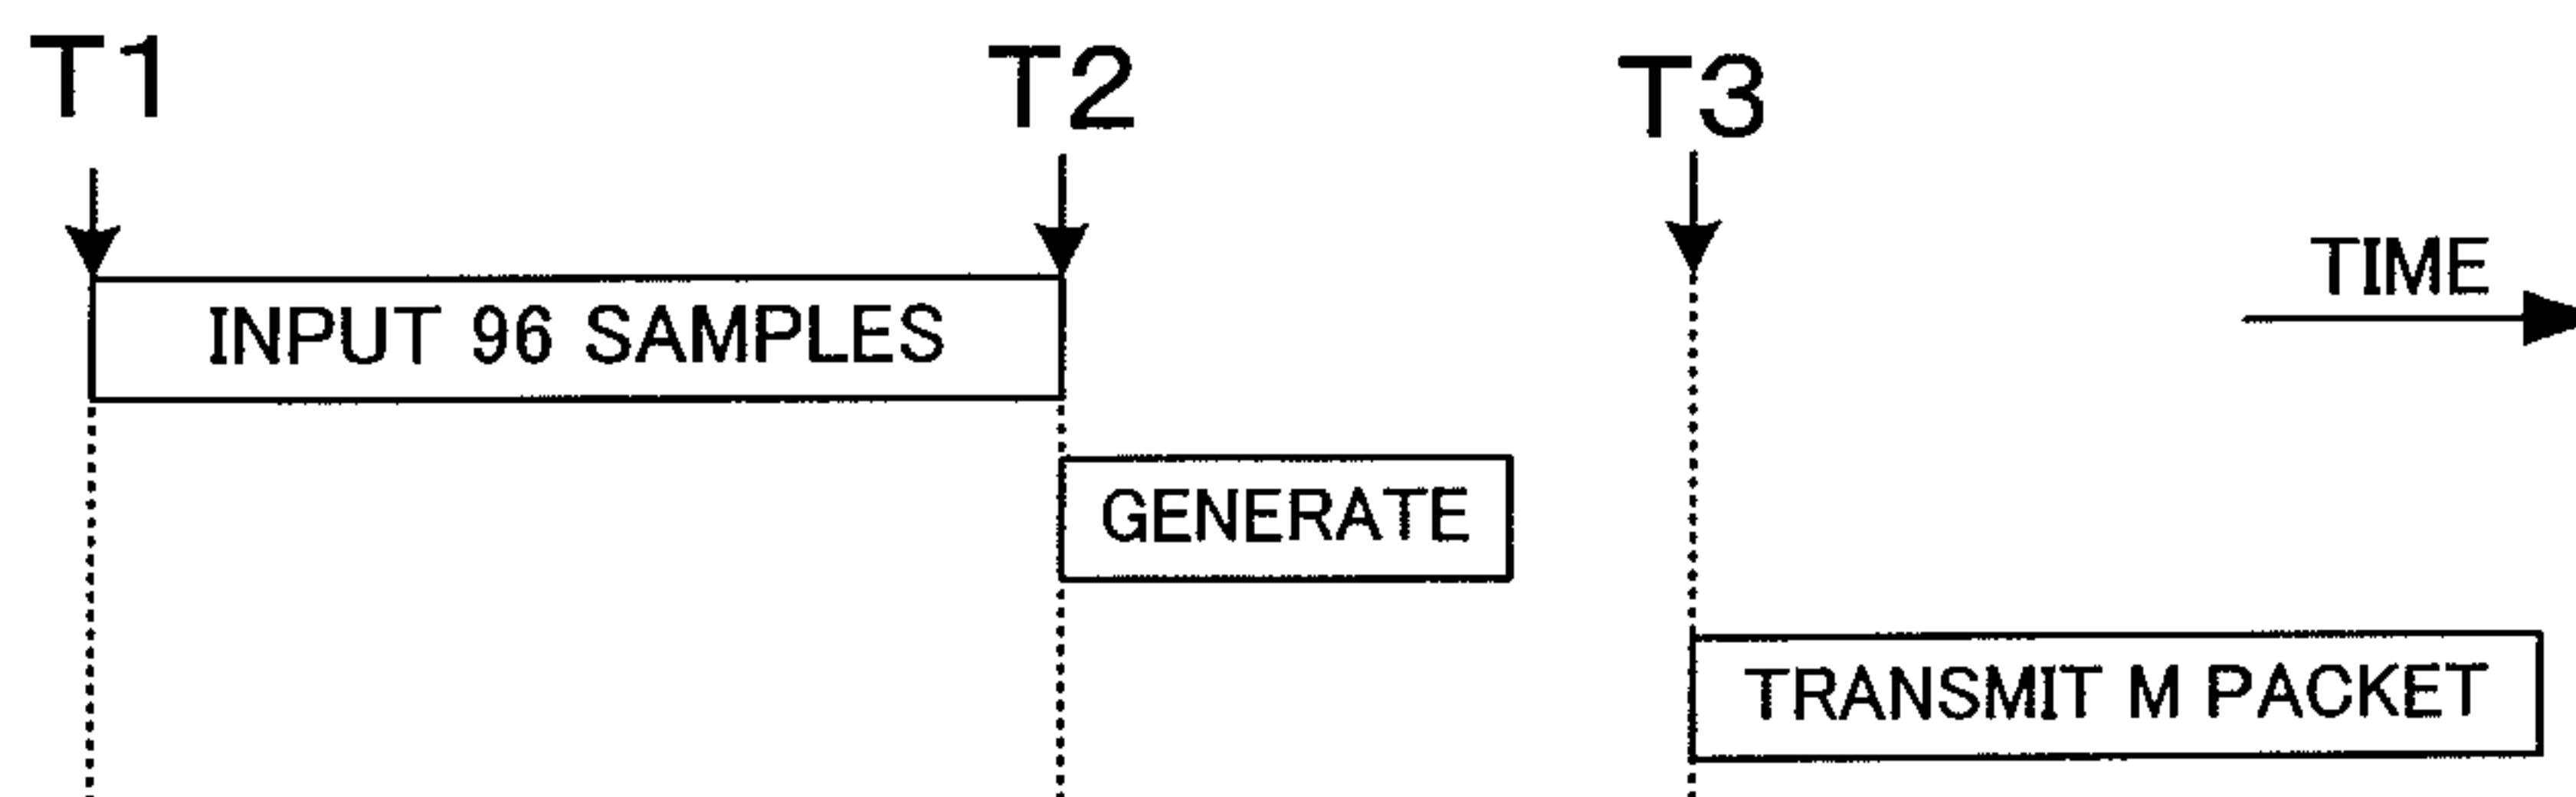 T1
T2
T3
TIME
INPUT 96 SAMPLES
GENERATE
TRANSMIT M PACKET